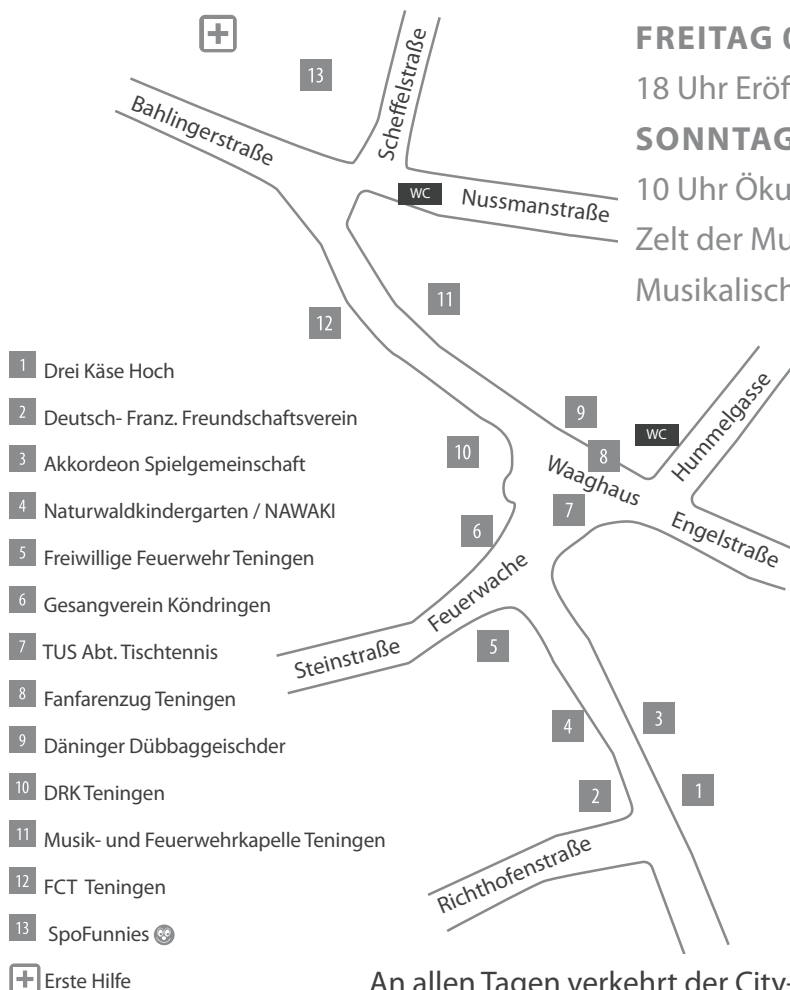 FREITAG
18 Uhr
SONNTAG
10 Uhr
Zelt der
13
Scheffelstraße
Bahlingerstraße
WC
Nussmanstraße
11
12
9
WC
Hummelgasse
8
10
Waaghaus
7
6
Engelstraße
Feuerwache
Steinstraße
5
4
3
2
1
Richthofenstraße
1 Drei Käse Hoch
2 Deutsch- Franz. Freundschaftsverein
3 Akkordeon Spielgemeinschaft
4 Naturwaldkindergarten / NAWAKI
5 Freiwillige Feuerwehr Teningen
6 Gesangverein Köndringen
7 TUS Abt. Tischtennis
8 Fanfarenzug Teningen
9 Däninger Dübbaggeischder
10 DRK Teningen
11 Musik- und Feuerwehrkapelle Teningen
12 FCT Teningen
13 SpoFunnies
Erste Hilfe
An allen Tagen verkehrt der City-